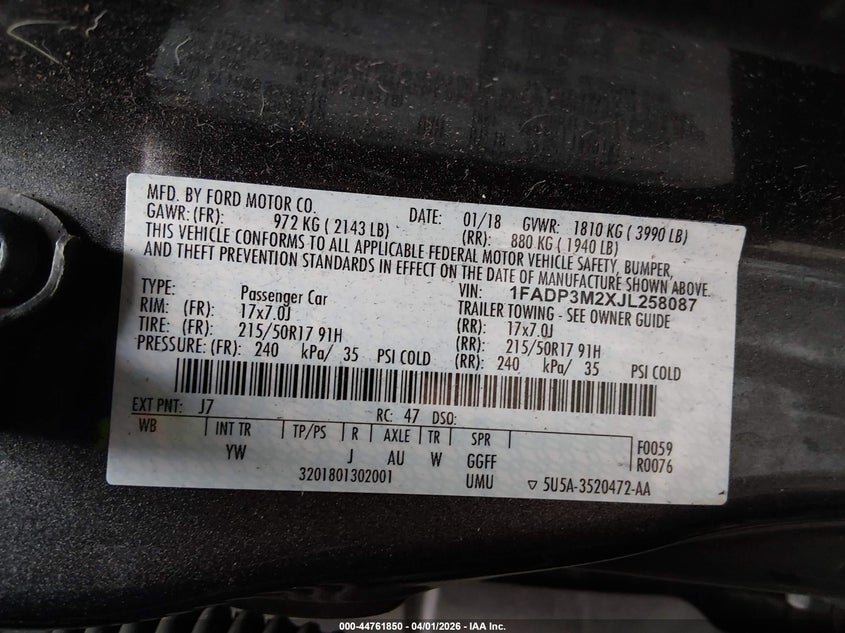 MFD. BY FORD MOTOR CO. DATE: 01/18 GVWR: 1810 KG ( 3990 LB)
GAWR: (FR): 972 KG ( 2143 LB) (RR): 880 KG ( 1940 LB)
THIS VEHICLE CONFORMS TO ALL APPLICABLE FEDERAL MOTOR VEHICLE SAFETY, BUMPER,
AND THEFT PREVENTION STANDARDS IN EFFECT ON THE DATE OF MANUFACTURE SHOWN ABOVE.
VIN: 1FADP3M2XJL258087
TYPE: Passenger Car TRAILER TOWING - SEE OWNER GUIDE
RIM: (FR): 17x7.0J (RR): 17x7.0J
TIRE: (FR): 215/50R17 91H (RR): 215/50R17 91H
PRESSURE: (FR): 240 kPa/ 35 PSI COLD (RR): 240 kPa/ 35 PSI COLD
EXT PNT: J7 RC: 47 DSO:
WB INT TR TP/PS R AXLE TR SPR F0059
YW J AU W GGFF R0076
3201801302001 UMU ▽ 5U5A-3520472-AA
000-44761850 | 04/01/2026 - IAA Inc.